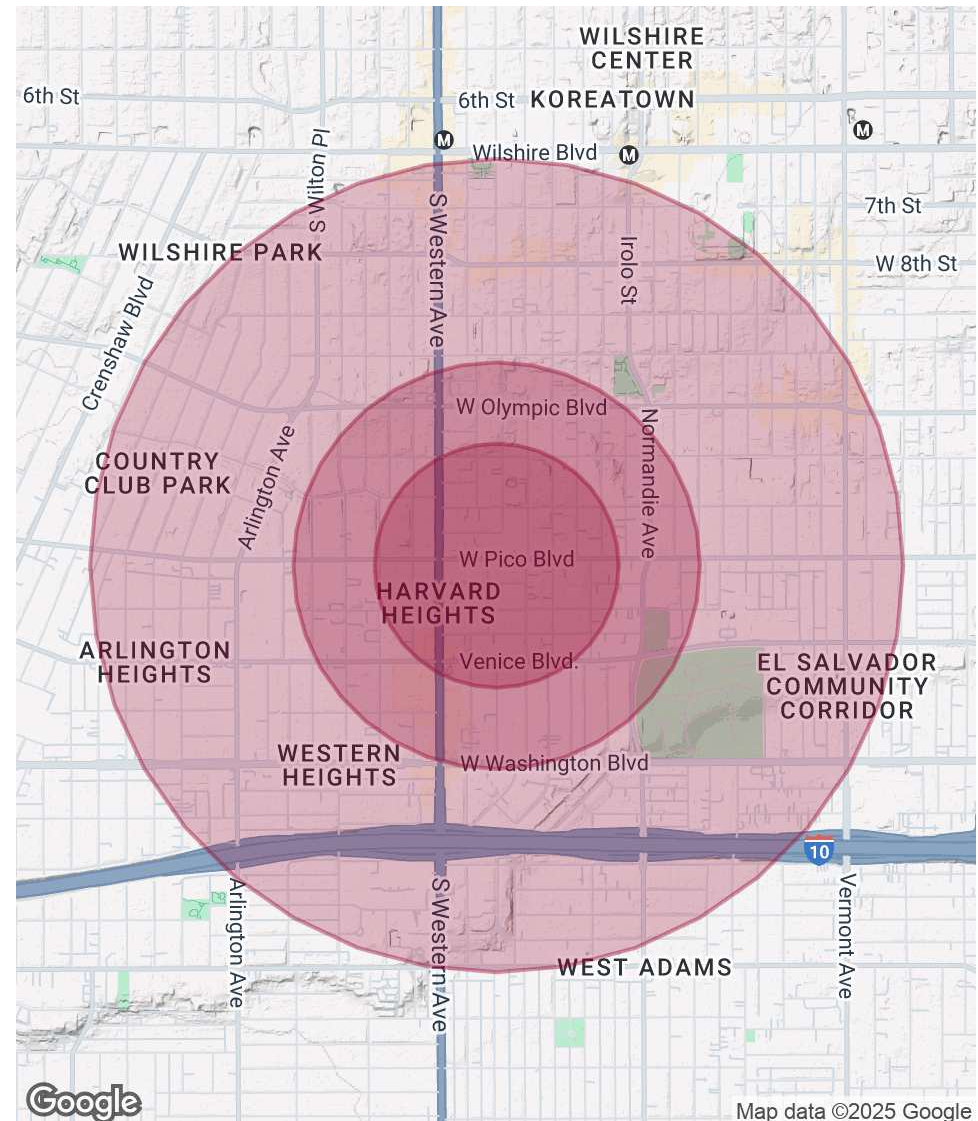 WILSHIRE
CENTER
6th St
6th St
KOREATOWN
M
M
M
Wilshire Blvd
S Wilton Pl
S Western Ave
7th St
WILSHIRE PARK
W 8th St
Irolo St
Crenshaw Blvd
W Olympic Blvd
Normandie Ave
Arlington Ave
COUNTRY
CLUB PARK
W Pico Blvd
HARVARD
HEIGHTS
ARLINGTON
HEIGHTS
Venice Blvd.
EL SALVADOR
COMMUNITY
CORRIDOR
WESTERN
HEIGHTS
W Washington Blvd
10
Arlington Ave
S Western Ave
Vermont Ave
WEST ADAMS
Google
Map data ©2025 Google